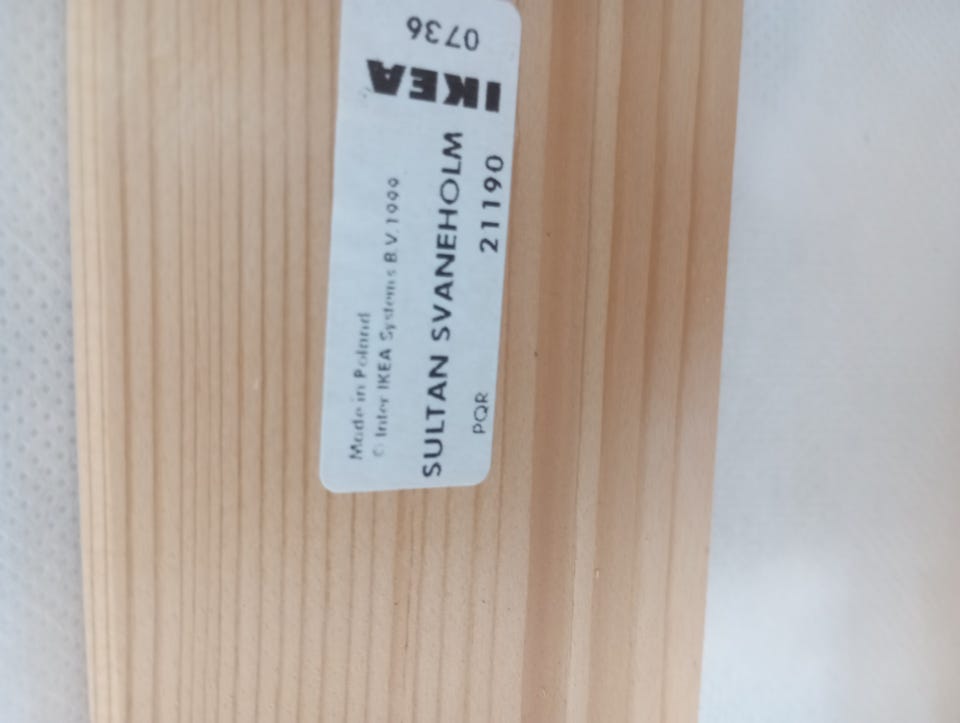 Made in Poland
© Inter IKEA Systems B.V. 1999
SULTAN SVANEHOLM
PQR 21190
IKEA
0736